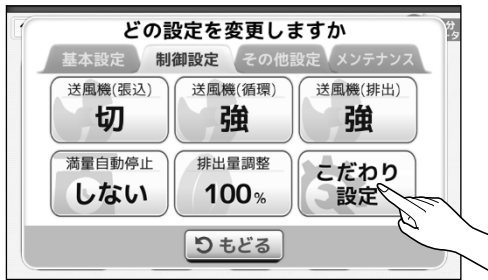 どの設定を変更しますか
基本設定 制御設定 その他設定 メンテナンス
送風機(張込) 送風機(循環) 送風機(排出)
切 強 強
満量自動停止 排出量調整 こだわり
しない 100% 設定
もどる